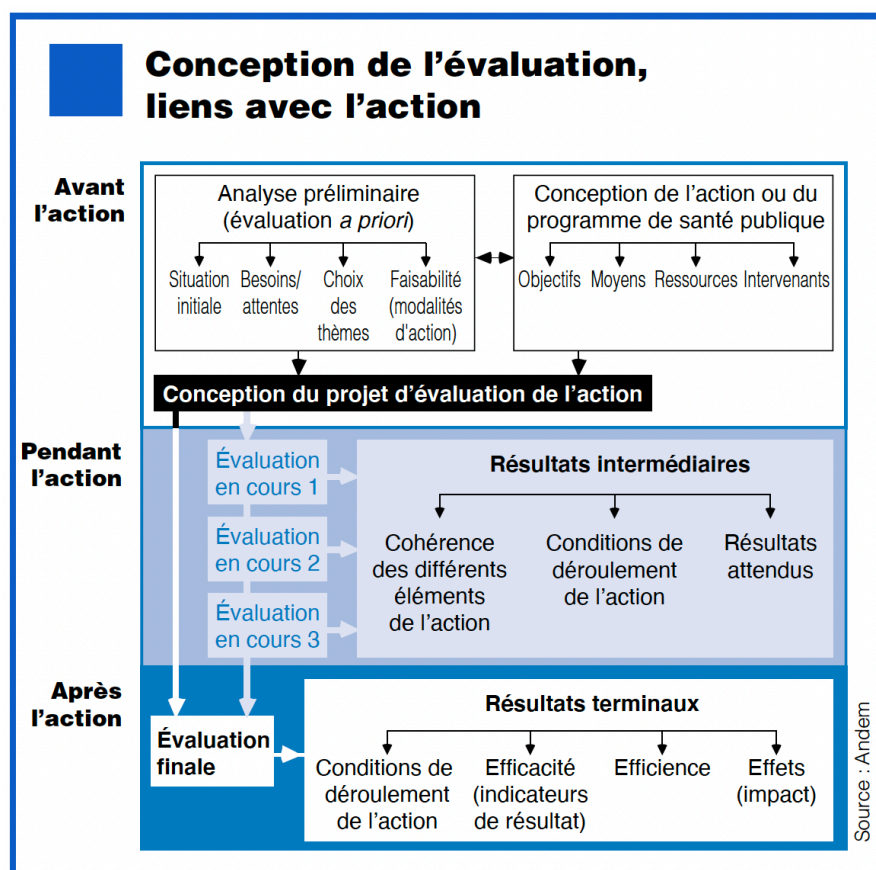 Conception de l’évaluation,
liens avec l’action
Avant
l’action
Analyse préliminaire
(évaluation a priori)
Situation
initiale
Besoins/
attentes
Choix
des
thèmes
Faisabilité
(modalités
d'action)
Conception de l’action ou du
programme de santé publique
Objectifs
Moyens
Ressources
Intervenants
Conception du projet d’évaluation de l’action
Pendant
l’action
Évaluation
en cours 1
Évaluation
en cours 2
Évaluation
en cours 3
Résultats intermédiaires
Cohérence
des différents
éléments
de l’action
Conditions de
déroulement
de l’action
Résultats
attendus
Après
l’action
Évaluation
finale
Résultats terminaux
Conditions de
déroulement
de l’action
Efficacité
(indicateurs
de résultat)
Efficience
Effets
(impact)
Source : Andem